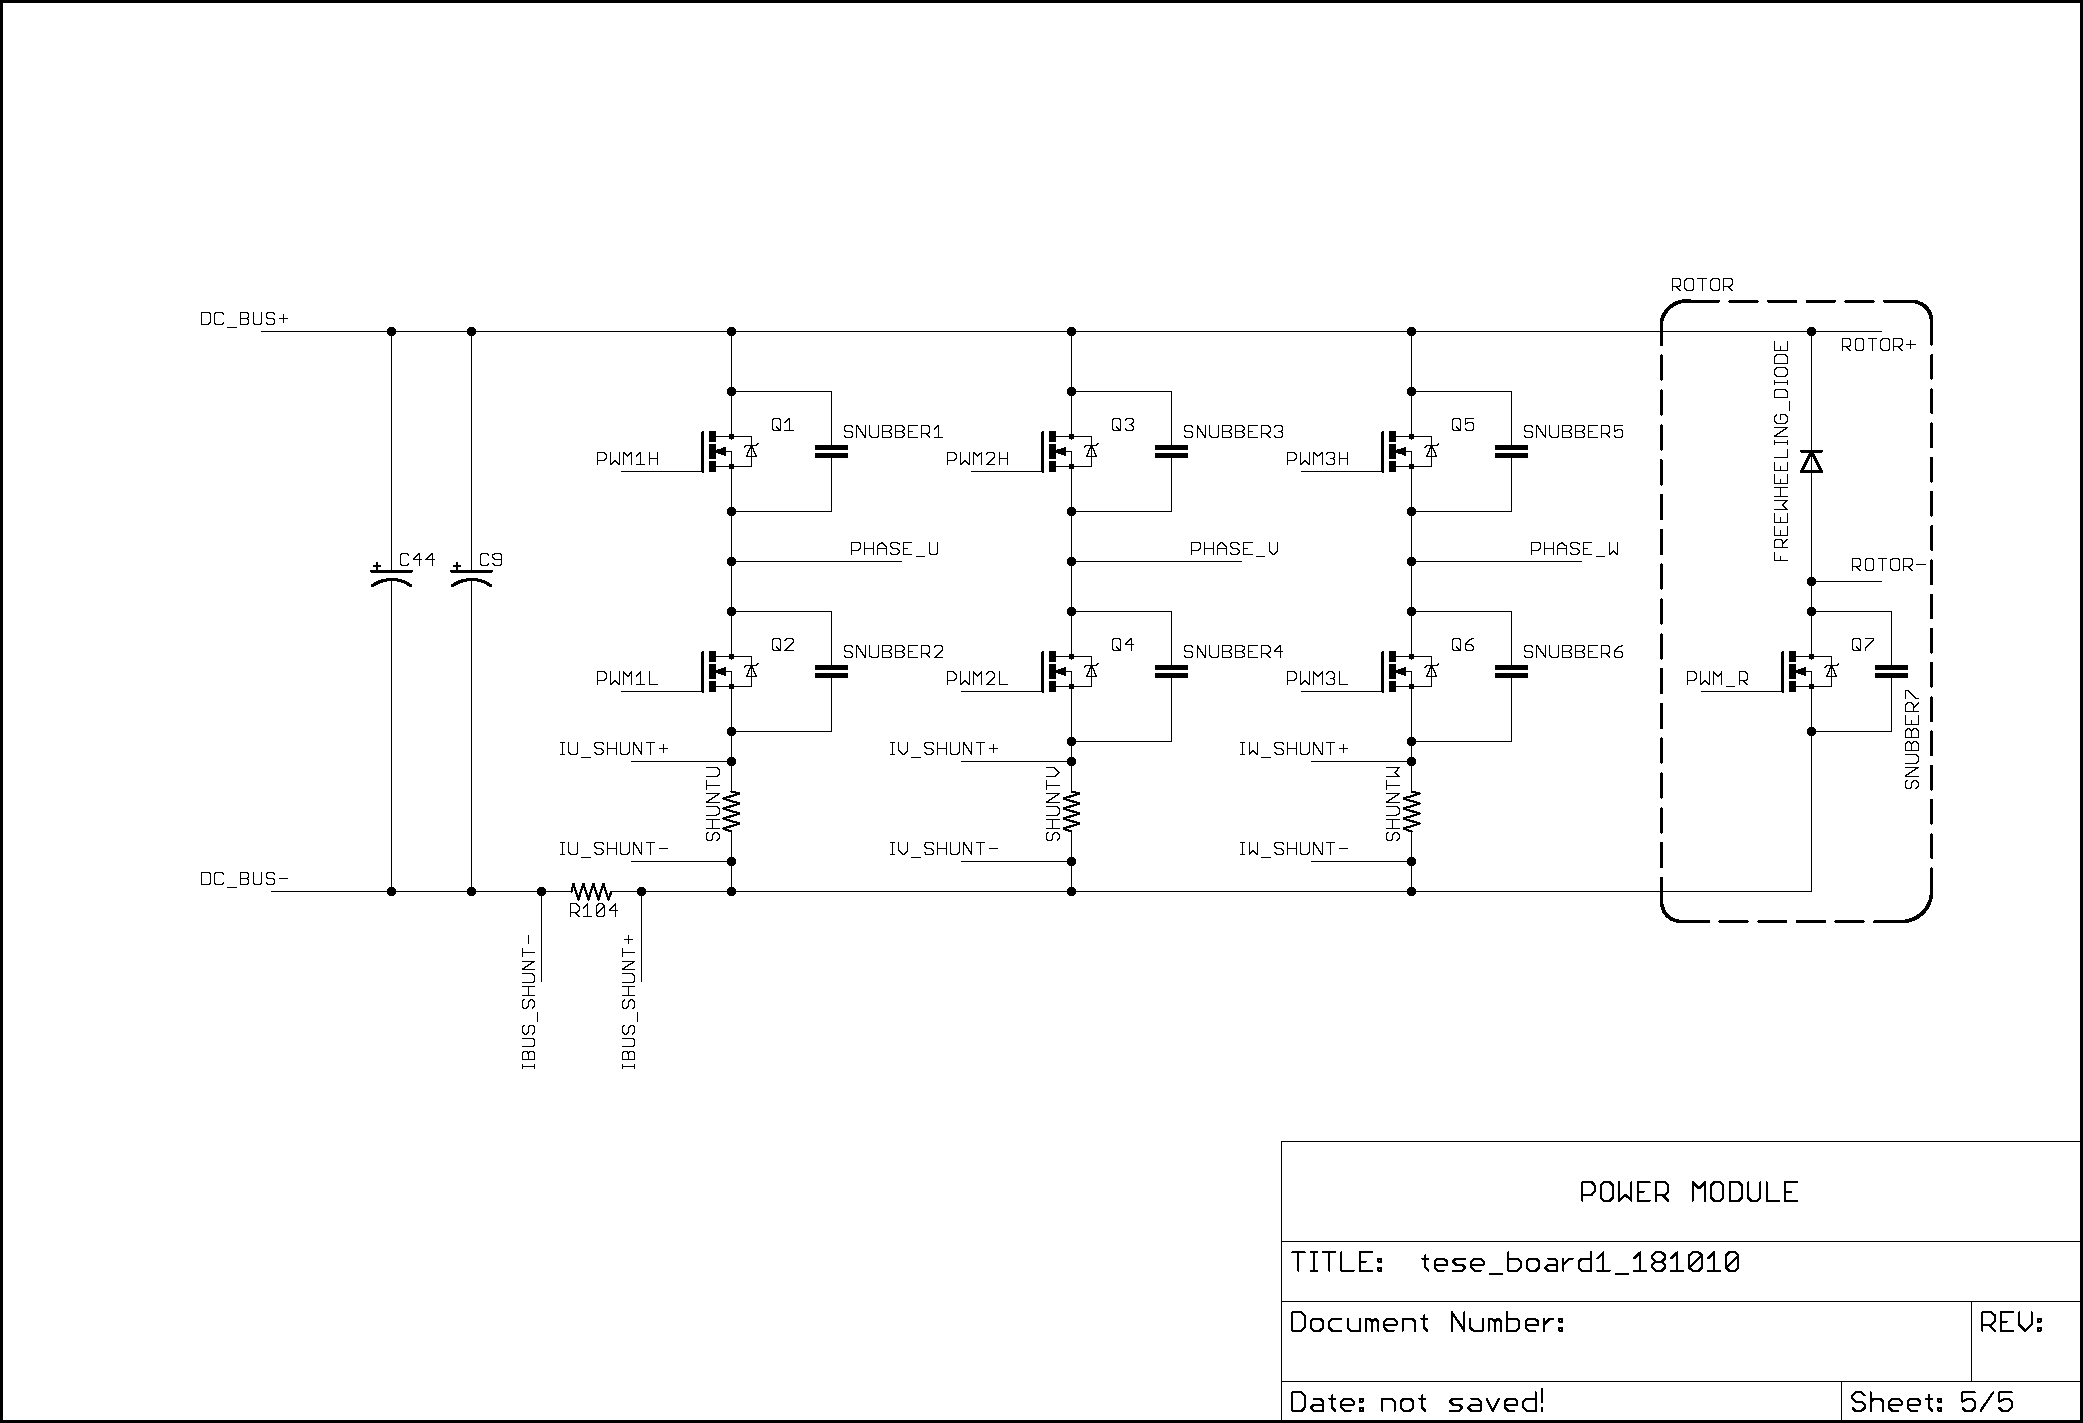 ROTOR
DC_BUS+
ROTOR+
FREEWHEELING_DIODE
Q1
SNUBBER1
PWM1H
Q3
SNUBBER3
PWM2H
Q5
SNUBBER5
PWM3H
PHASE_U
PHASE_V
PHASE_W
+
C44
+
C9
ROTOR-
Q2
SNUBBER2
PWM1L
Q4
SNUBBER4
PWM2L
Q6
SNUBBER6
PWM3L
Q7
PWM_R
SNUBBER7
IU_SHUNT+
SHUNTU
IV_SHUNT+
SHUNTV
IW_SHUNT+
SHUNTW
IU_SHUNT-
IV_SHUNT-
IW_SHUNT-
DC_BUS-
R104
IBUS_SHUNT-
IBUS_SHUNT+
POWER MODULE
TITLE: tese_board1_181010
Document Number:
REV:
Date: not saved!
Sheet: 5/5